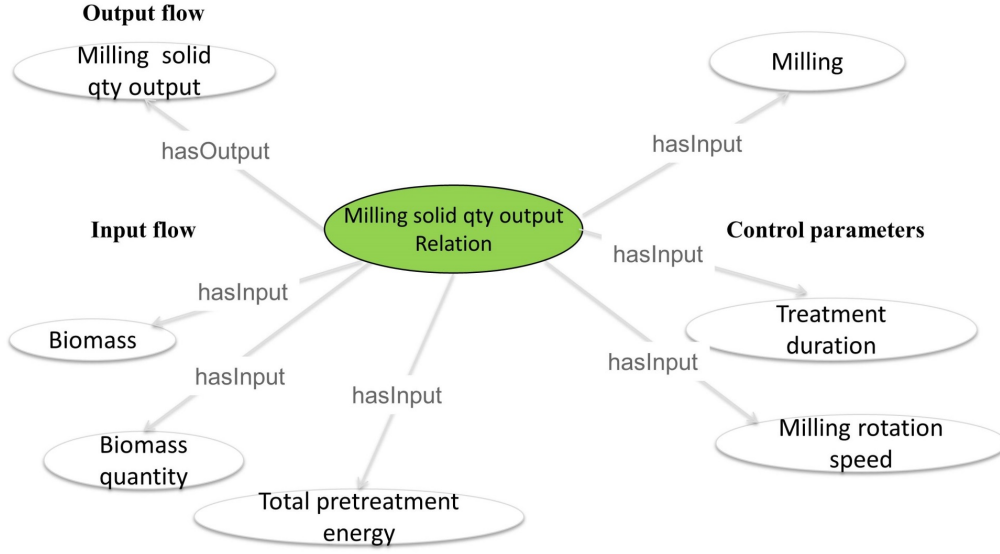 Output flow
Milling solid
qty output
Milling
hasOutput
hasInput
Milling solid qty output
Relation
Input flow
Control parameters
hasInput
hasInput
Biomass
Treatment
duration
hasInput
hasInput
hasInput
Biomass
quantity
Milling rotation
speed
Total pretreatment
energy